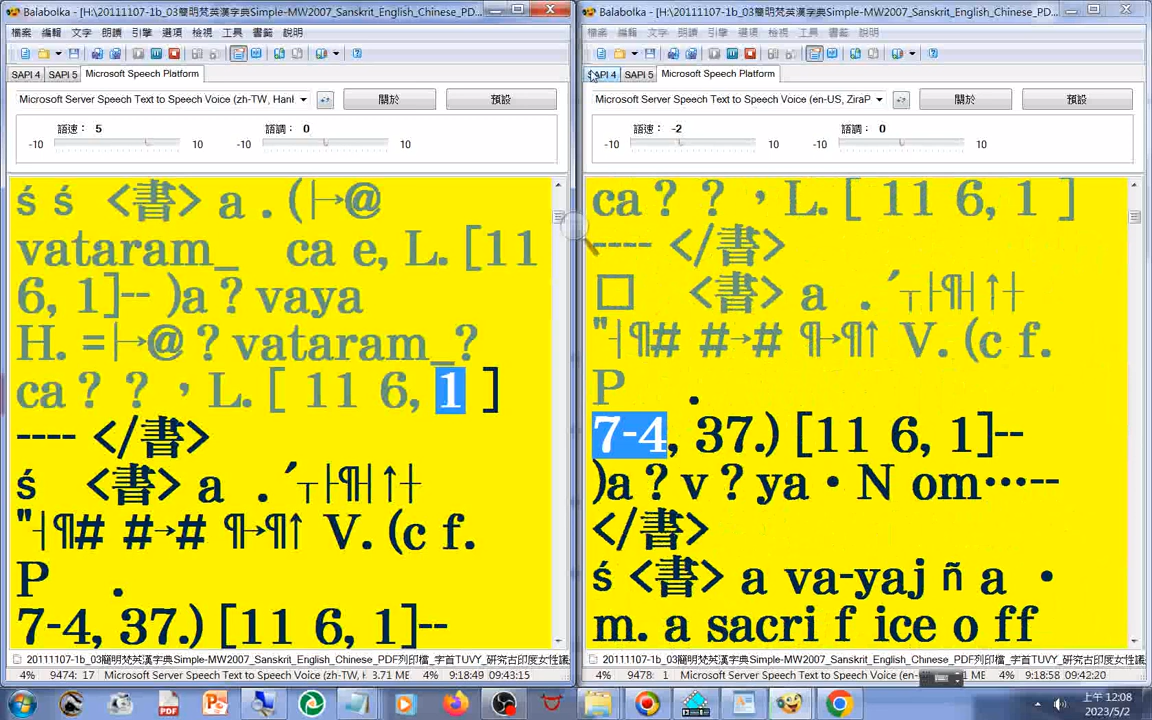 Balabolka - [H:\20111107-1b_03簡明梵英漢字典Simple-MW2007_Sanskrit_English_Chinese_PD...
檔案 編輯 文字 朗讀 引擎 選項 檢視 工具 書籤 說明
SAPI 4 SAPI 5 Microsoft Speech Platform
Microsoft Server Speech Text to Speech Voice (zh-TW, Hanl 關於 預設
語速： 5 語調： 0
-10 10 -10 10
ś ś <書> a . (├→@
vataram_ ca e, L. [11
6, 1]-- )a ? vaya
H. =├→@ ? vataram_?
ca ? ? ，L. [ 11 6, 1 ]
---- </書>
ś <書> a . ˊ┬├¶┤↑┼
"┤¶# #→# ¶├→¶↑ V. (c f.
P .
7-4, 37.) [11 6, 1]--
20111107-1b_03簡明梵英漢字典Simple-MW2007_Sanskrit_English_Chinese_PDF列印檔_字首TUVY_研究古印度女性議
4% 9474: 17 Microsoft Server Speech Text to Speech Voice (zh-TW, 3.71 ME 4% 9:18:49 09:43:15
Balabolka - [H:\20111107-1b_03簡明梵英漢字典Simple-MW2007_Sanskrit_English_Chinese_PD...
檔案 編輯 文字 朗讀 引擎 選項 檢視 工具 書籤 說明
SAPI 4 SAPI 5 Microsoft Speech Platform
Microsoft Server Speech Text to Speech Voice (en-US, ZiraP 關於 預設
語速： -2 語調： 0
-10 10 -10 10
ca ? ? ，L. [ 11 6, 1 ]
---- </書>
□ <書> a . ˊ┬├¶┤↑┼
"┤¶# #→# ¶├→¶↑ V. (c f.
P .
7-4, 37.) [11 6, 1]--
)a ? v ? ya • N om…--
</書>
ś <書> a va-yaj ñ a •
m. a sacri f ice o ff
20111107-1b_03簡明梵英漢字典Simple-MW2007_Sanskrit_English_Chinese_PDF列印檔_字首TUVY_研究古印度女性議
4% 9478: 1 Microsoft Server Speech Text to Speech Voice (en-U 4% 9:18:58 09:42:20
上午 12:08
2023/5/2